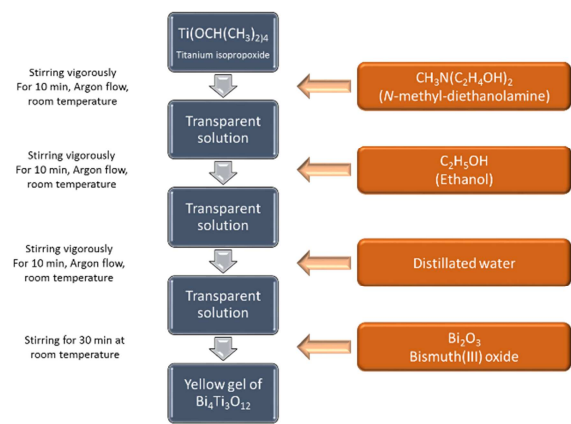 Ti(OCH(CH₃)₂)₄
Titanium isopropoxide
Stirring vigorously
For 10 min, Argon flow,
room temperature
CH₃N(C₂H₄OH)₂
(N-methyl-diethanolamine)
Transparent
solution
Stirring vigorously
For 10 min, Argon flow,
room temperature
C₂H₅OH
(Ethanol)
Transparent
solution
Stirring vigorously
For 10 min, Argon flow,
room temperature
Distillated water
Transparent
solution
Stirring for 30 min at
room temperature
Bi₂O₃
Bismuth(III) oxide
Yellow gel of
Bi₄Ti₃O₁₂